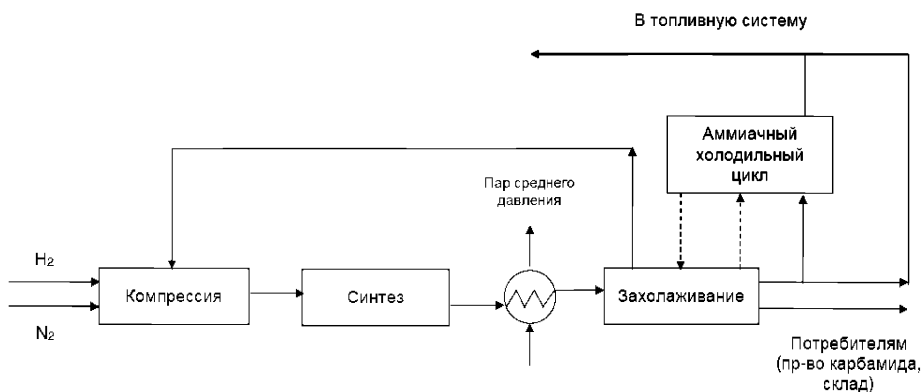 В топливную систему
Аммиачный
холодильный
цикл
Пар среднего
давления
H2
N2
Компрессия
Синтез
Захолаживание
Потребителям
(пр-во карбамида,
склад)